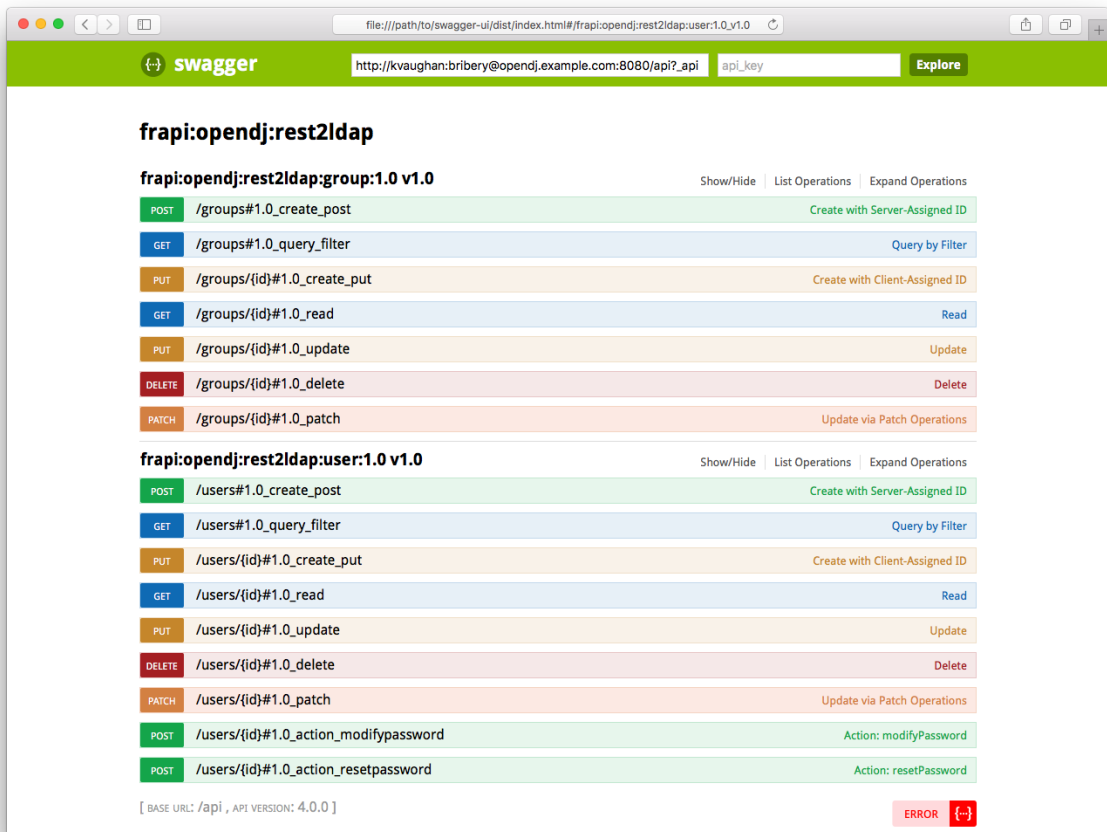 file:///path/to/swagger-ui/dist/index.html#/frapi:opendj:rest2ldap:user:1.0_v1.0
{··} swagger
http://kvaughan:bribery@opendj.example.com:8080/api?_api
api_key
Explore
frapi:opendj:rest2ldap
frapi:opendj:rest2ldap:group:1.0 v1.0 Show/Hide List Operations Expand Operations
POST /groups#1.0_create_post Create with Server-Assigned ID
GET /groups#1.0_query_filter Query by Filter
PUT /groups/{id}#1.0_create_put Create with Client-Assigned ID
GET /groups/{id}#1.0_read Read
PUT /groups/{id}#1.0_update Update
DELETE /groups/{id}#1.0_delete Delete
PATCH /groups/{id}#1.0_patch Update via Patch Operations
frapi:opendj:rest2ldap:user:1.0 v1.0 Show/Hide List Operations Expand Operations
POST /users#1.0_create_post Create with Server-Assigned ID
GET /users#1.0_query_filter Query by Filter
PUT /users/{id}#1.0_create_put Create with Client-Assigned ID
GET /users/{id}#1.0_read Read
PUT /users/{id}#1.0_update Update
DELETE /users/{id}#1.0_delete Delete
PATCH /users/{id}#1.0_patch Update via Patch Operations
POST /users/{id}#1.0_action_modifypassword Action: modifyPassword
POST /users/{id}#1.0_action_resetpassword Action: resetPassword
[ BASE URL: /api , API VERSION: 4.0.0 ]
ERROR {··}